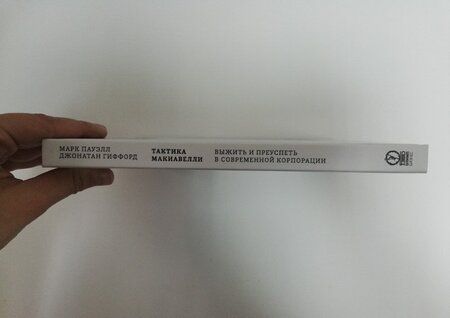 МАРК ПАУЭЛЛ
ДЖОНАТАН ГИФФОРД
ТАКТИКА
МАКИАВЕЛЛИ
ВЫЖИТЬ И ПРЕУСПЕТЬ
В СОВРЕМЕННОЙ КОРПОРАЦИИ